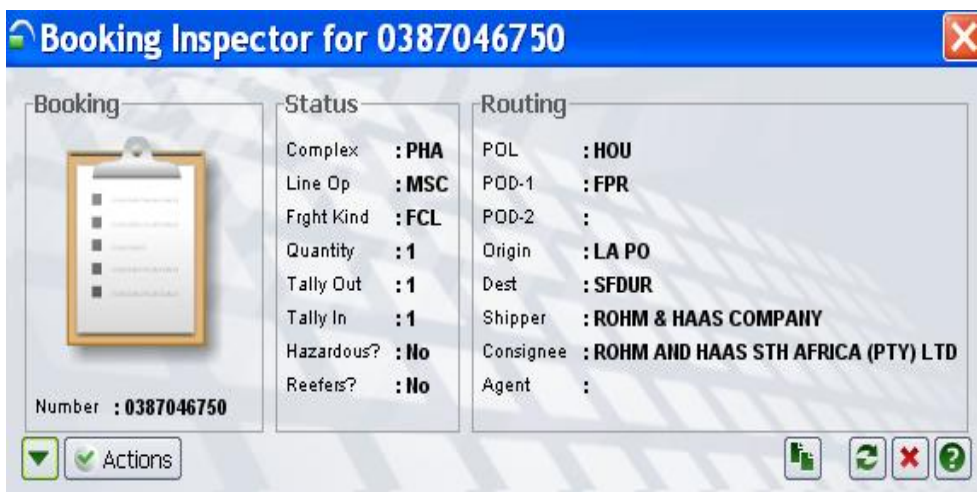 Booking Inspector for 0387046750
Booking
Number : 0387046750
Status
Complex : PHA
Line Op : MSC
Frght Kind : FCL
Quantity : 1
Tally Out : 1
Tally In : 1
Hazardous? : No
Reefers? : No
Routing
POL : HOU
POD-1 : FPR
POD-2 :
Origin : LA PO
Dest : SFDUR
Shipper : ROHM & HAAS COMPANY
Consignee : ROHM AND HAAS STH AFRICA (PTY) LTD
Agent :
Actions